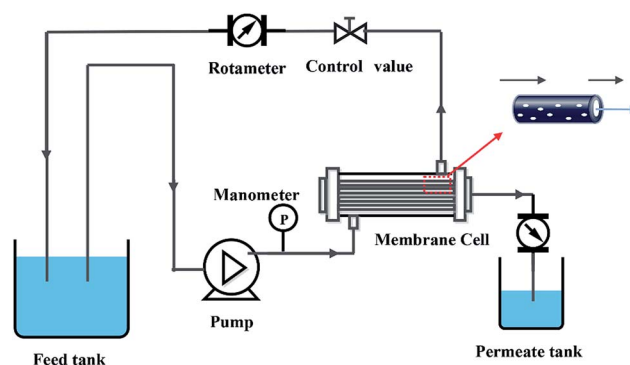 Rotameter
Control value
Manometer
P
Membrane Cell
Pump
Feed tank
Permeate tank